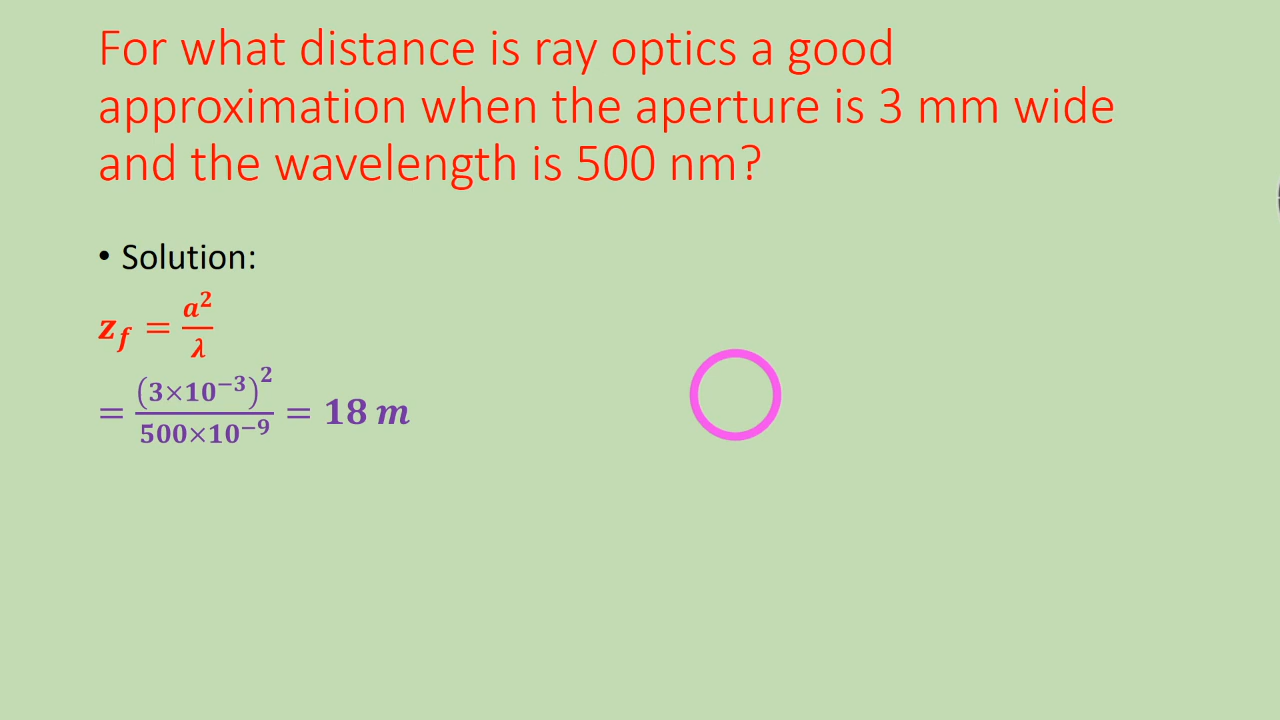 For what distance is ray optics a good
approximation when the aperture is 3 mm wide
and the wavelength is 500 nm?
• Solution:
z_f = a²/λ
= (3×10⁻³)²/500×10⁻⁹ = 18 m